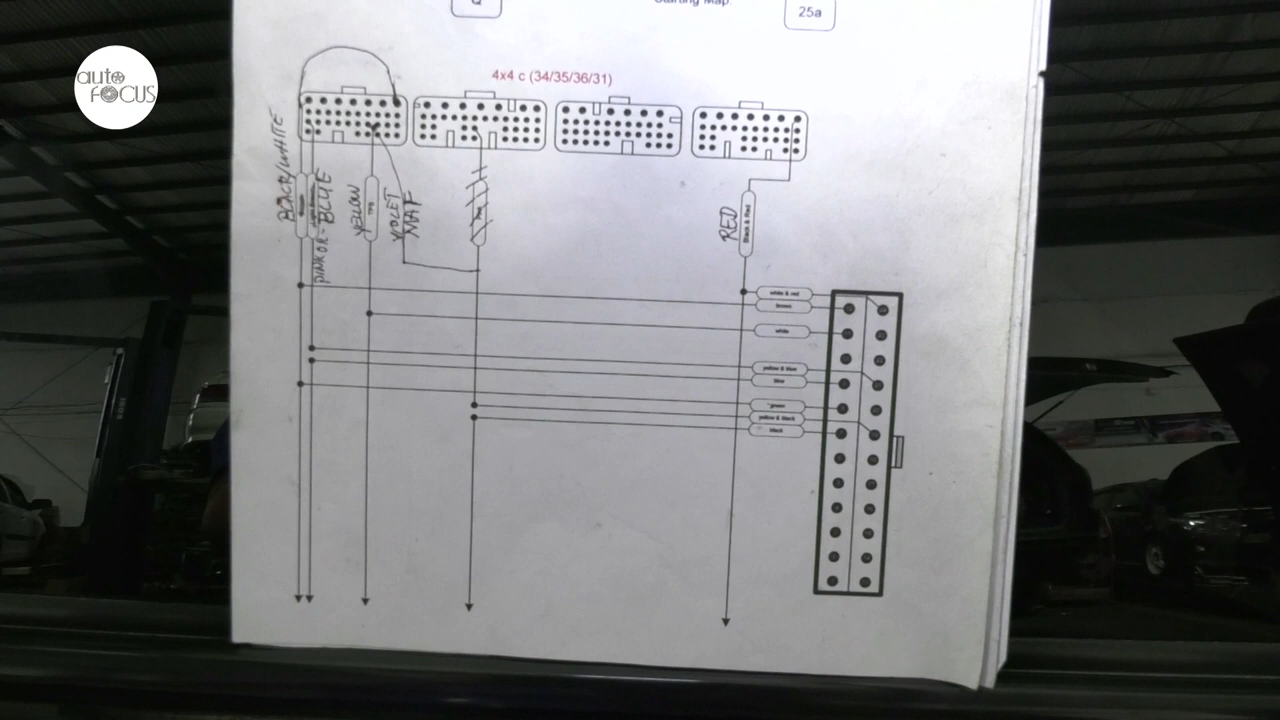 auto
FOCUS
Q
Starting Map
25a
4x4 c (34/35/36/31)
BLACK/WHITE
PINK OR - BLUE
YELLOW
VIOLET
MAF
RED
Black & Red
white & red
brown
white
yellow & blue
blue
green
yellow & black
black